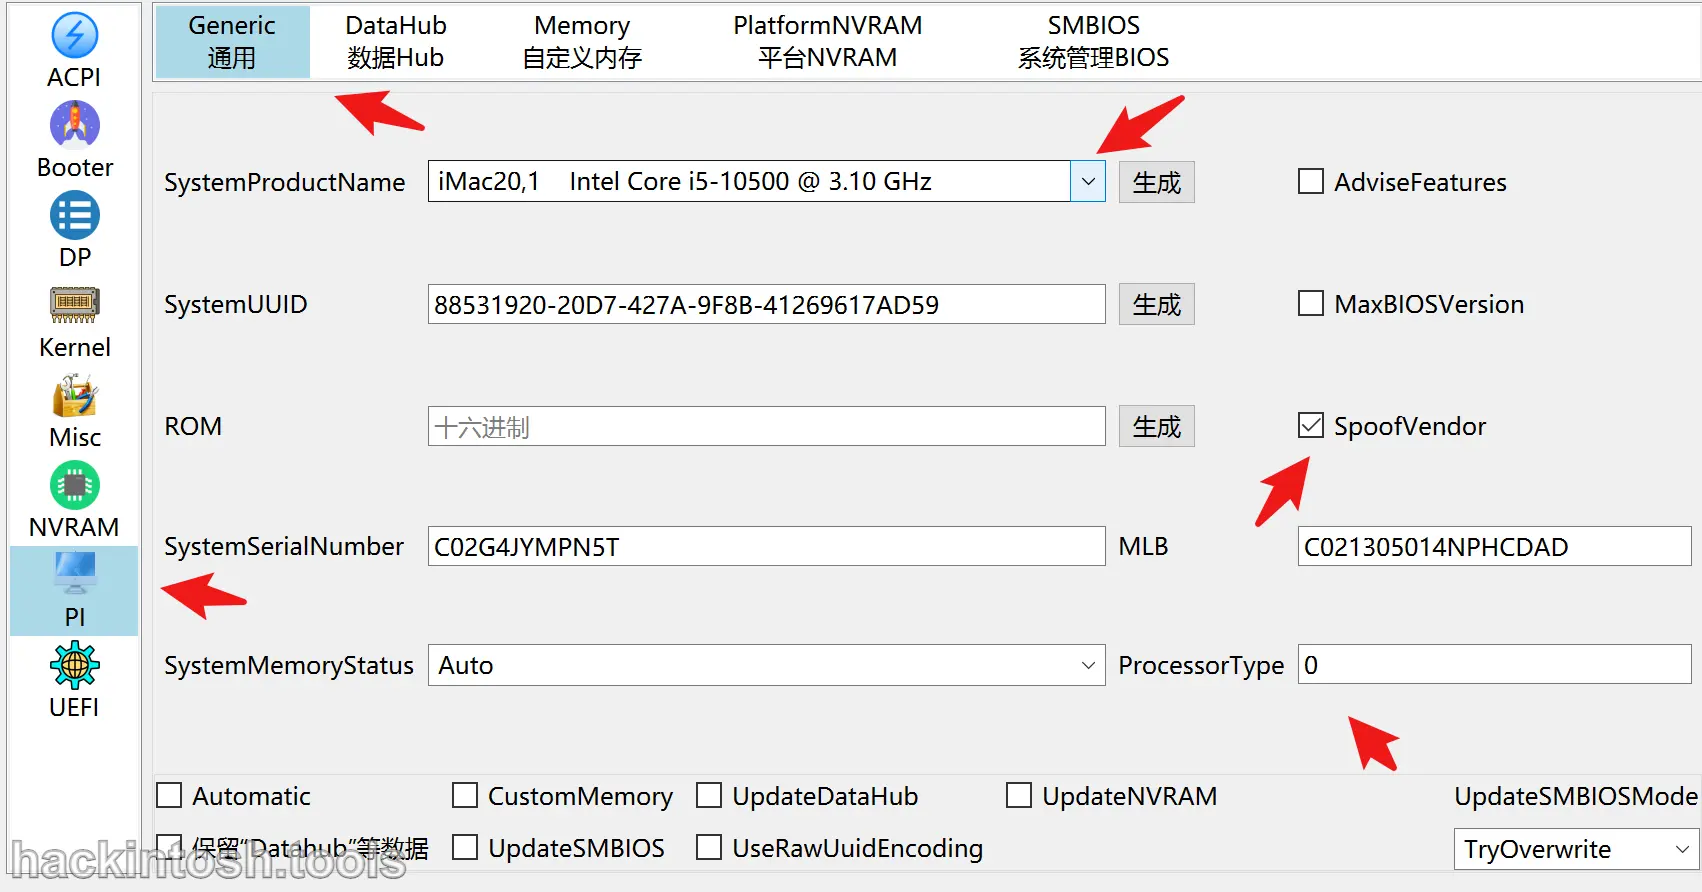 ACPI
Booter
DP
Kernel
Misc
NVRAM
PI
UEFI
Generic
通用
DataHub
数据Hub
Memory
自定义内存
PlatformNVRAM
平台NVRAM
SMBIOS
系统管理BIOS
SystemProductName
iMac20,1 Intel Core i5-10500 @ 3.10 GHz
生成
AdviseFeatures
SystemUUID
88531920-20D7-427A-9F8B-41269617AD59
生成
MaxBIOSVersion
ROM
十六进制
生成
SpoofVendor
SystemSerialNumber
C02G4JYMPN5T
MLB
C021305014NPHCDAD
SystemMemoryStatus
Auto
ProcessorType
0
Automatic
CustomMemory
UpdateDataHub
UpdateNVRAM
UpdateSMBIOSMode
保留“Datahub”等数据
UpdateSMBIOS
UseRawUuidEncoding
TryOverwrite
hackintosh.tools